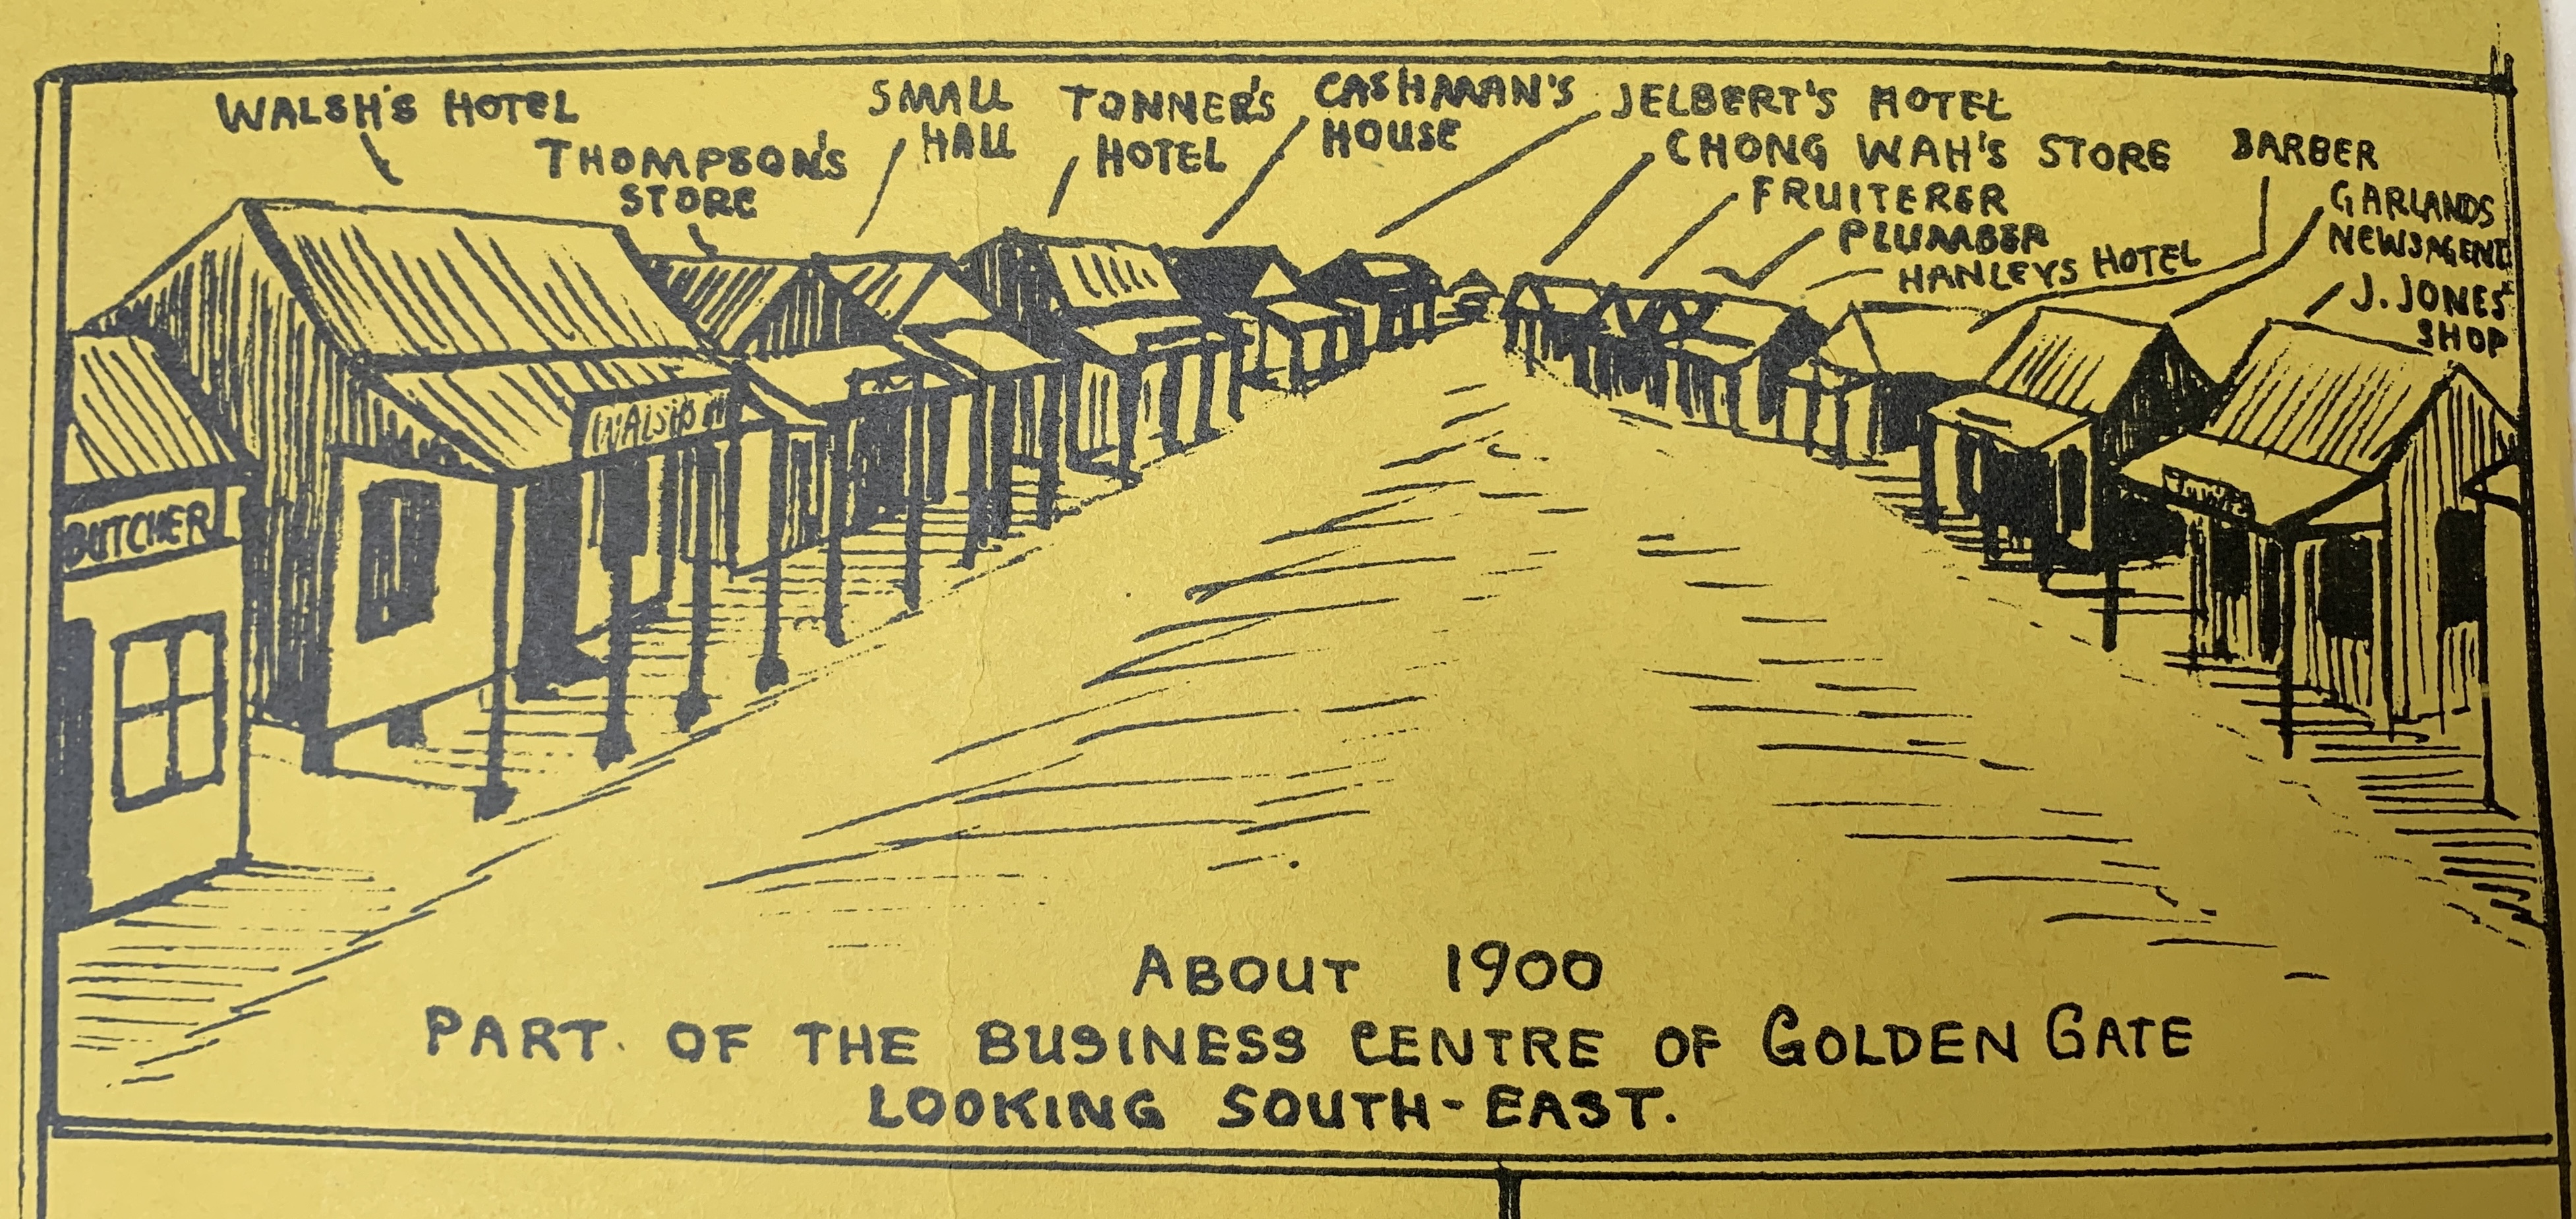 WALSH'S HOTEL
THOMPSON'S
STORE
SMALL
HALL
TONNER'S
HOTEL
CASHMAN'S
HOUSE
JELBERT'S HOTEL
CHONG WAH'S STORE
FRUITERER
PLUMBER
HANLEYS HOTEL
BARBER
GARLANDS
NEWSAGENT
J. JONES'
SHOP
BUTCHER
WALSH
ABOUT 1900
PART OF THE BUSINESS CENTRE OF GOLDEN GATE
LOOKING SOUTH-EAST.